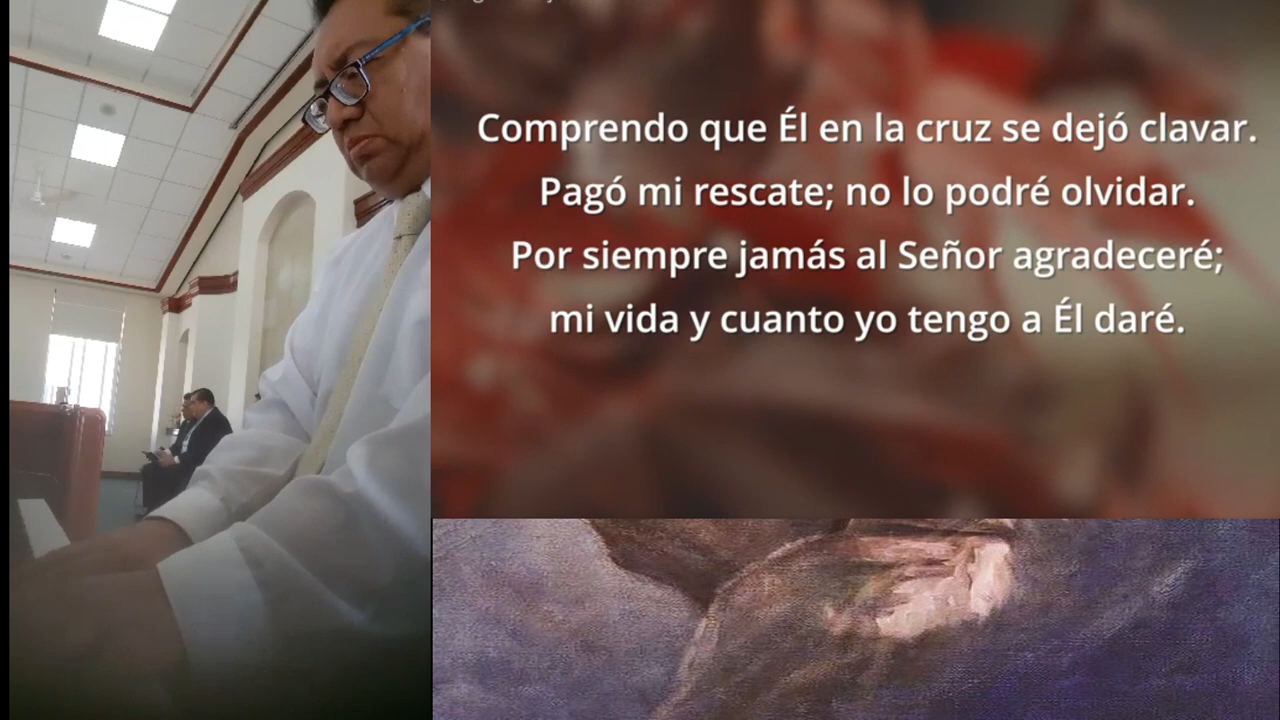 Comprendo que Él en la cruz se dejó clavar.
Pagó mi rescate; no lo podré olvidar.
Por siempre jamás al Señor agradeceré;
mi vida y cuanto yo tengo a Él daré.